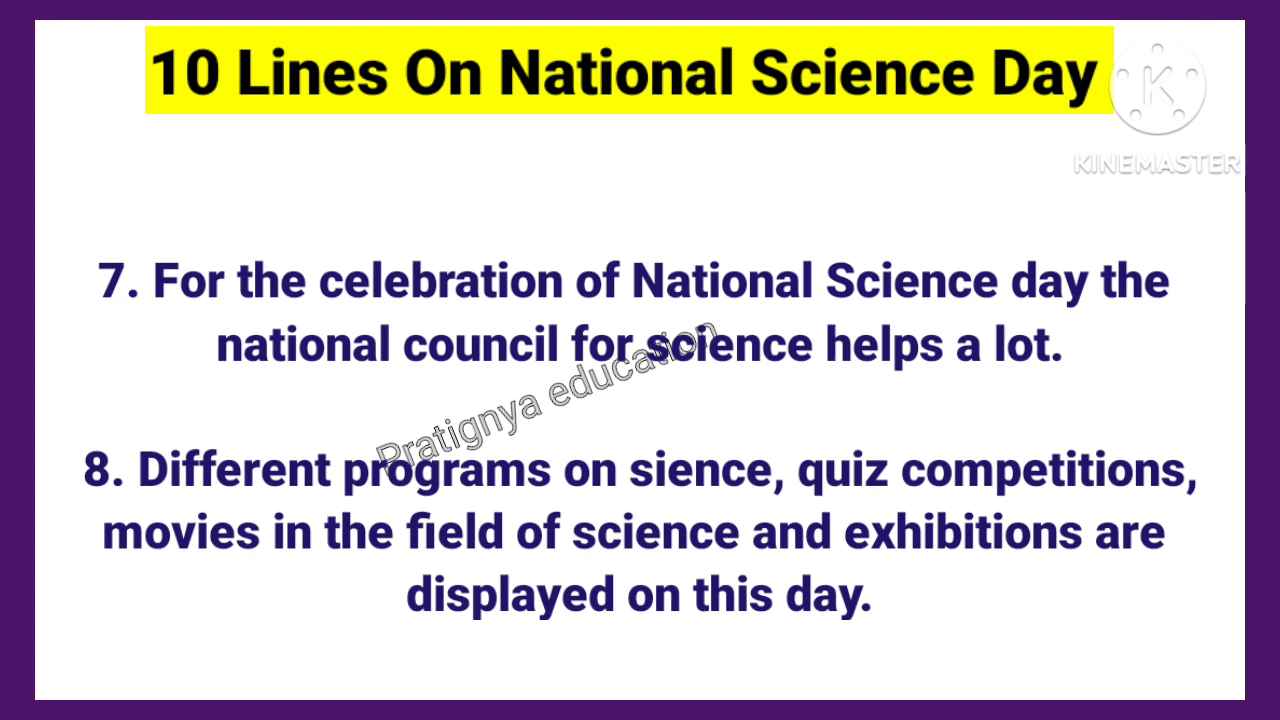 10 Lines On National Science Day
K
KINEMASTER
7. For the celebration of National Science day the
national council for science helps a lot.
Pratignya education
8. Different programs on sience, quiz competitions,
movies in the field of science and exhibitions are
displayed on this day.